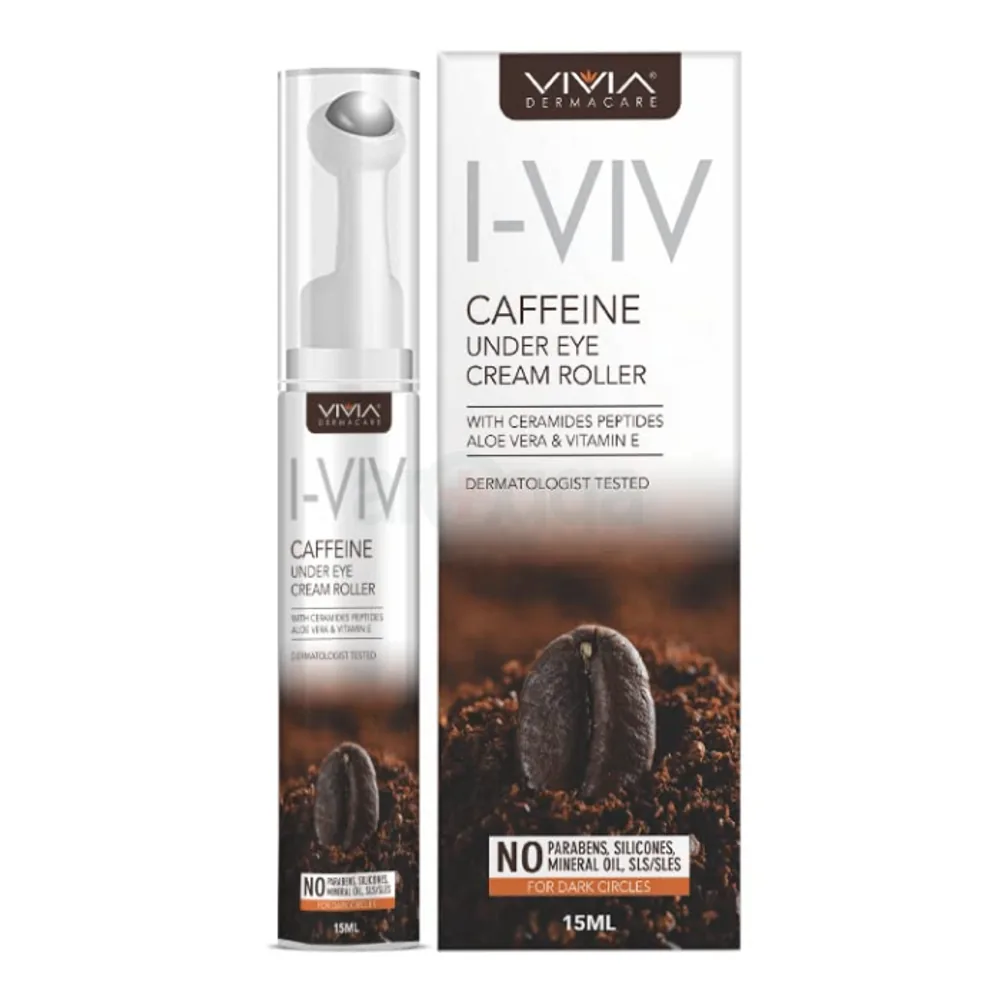 VIVIA®
DERMACARE
I-VIV
CAFFEINE
UNDER EYE
CREAM ROLLER
WITH CERAMIDES PEPTIDES
ALOE VERA & VITAMIN E
DERMATOLOGIST TESTED
NO PARABENS, SILICONES,
MINERAL OIL, SLS/SLES
FOR DARK CIRCLES
15ML
VIVIA®
DERMACARE
I-VIV
CAFFEINE
UNDER EYE
CREAM ROLLER
WITH CERAMIDES PEPTIDES
ALOE VERA & VITAMIN E
DERMATOLOGIST TESTED
NO PARABENS, SILICONES,
MINERAL OIL, SLS/SLES
FOR DARK CIRCLES
15ML